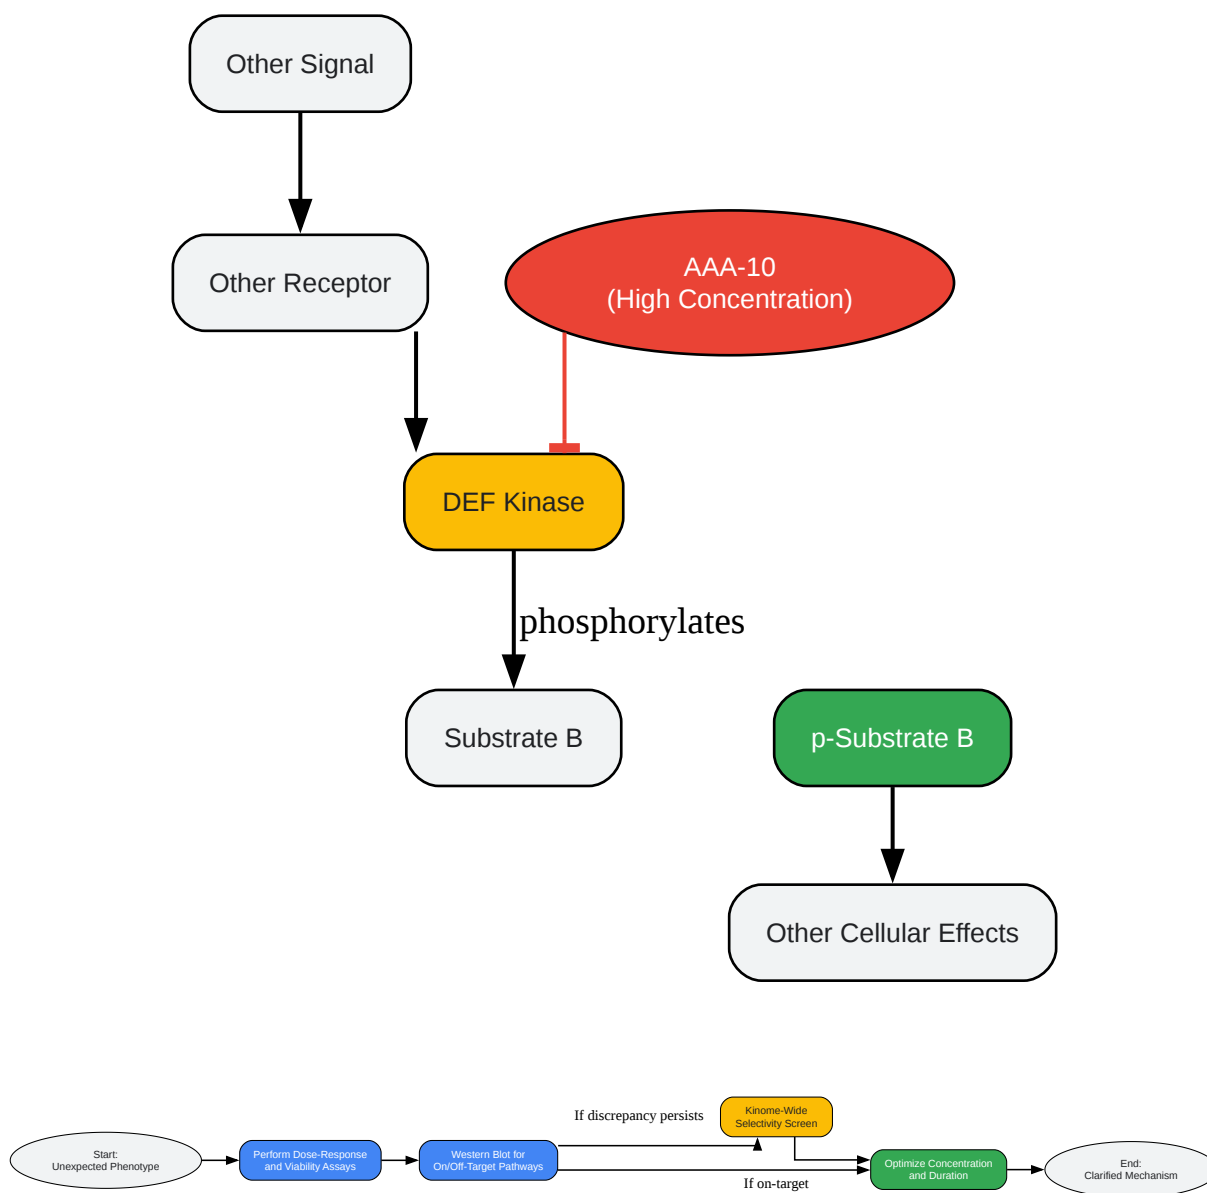 Other Signal
Other Receptor
AAA-10
(High Concentration)
DEF Kinase
phosphorylates
Substrate B
p-Substrate B
Other Cellular Effects
Start:
Unexpected Phenotype
Perform Dose-Response
and Viability Assays
Western Blot for
On/Off-Target Pathways
If discrepancy persists
Kinome-Wide
Selectivity Screen
If on-target
Optimize Concentration
and Duration
End:
Clarified Mechanism